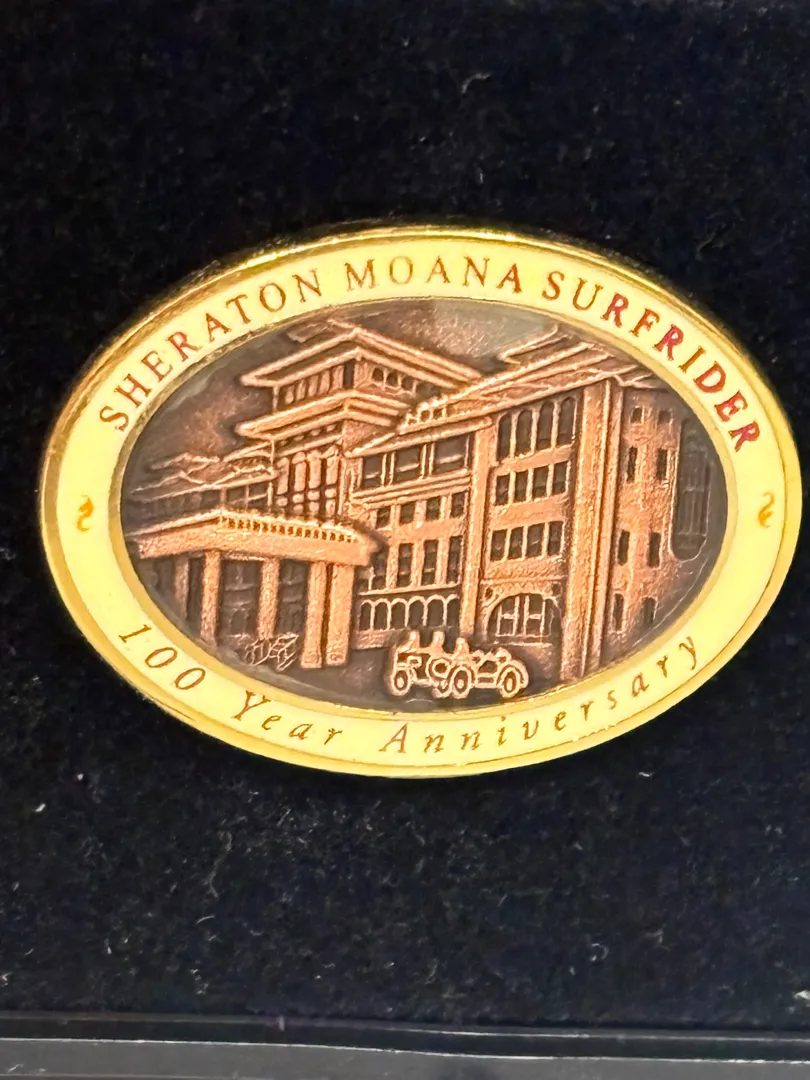 SHERATON MOANA SURFRIDER
100 Year Anniversary